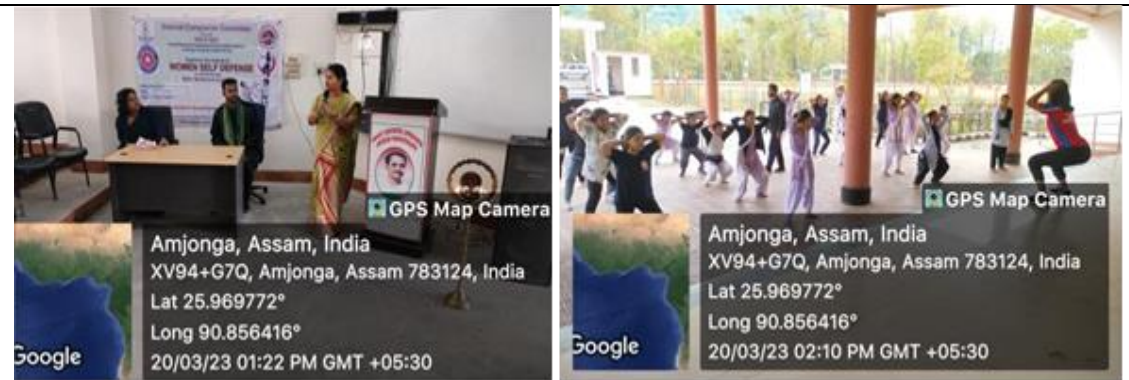 WOMEN SELF DEFENSE
GPS Map Camera
Amjonga, Assam, India
XV94+G7Q, Amjonga, Assam 783124, India
Lat 25.969772°
Long 90.856416°
20/03/23 01:22 PM GMT +05:30
Google
GPS Map Camera
Amjonga, Assam, India
XV94+G7Q, Amjonga, Assam 783124, India
Lat 25.969772°
Long 90.856416°
20/03/23 02:10 PM GMT +05:30
Google